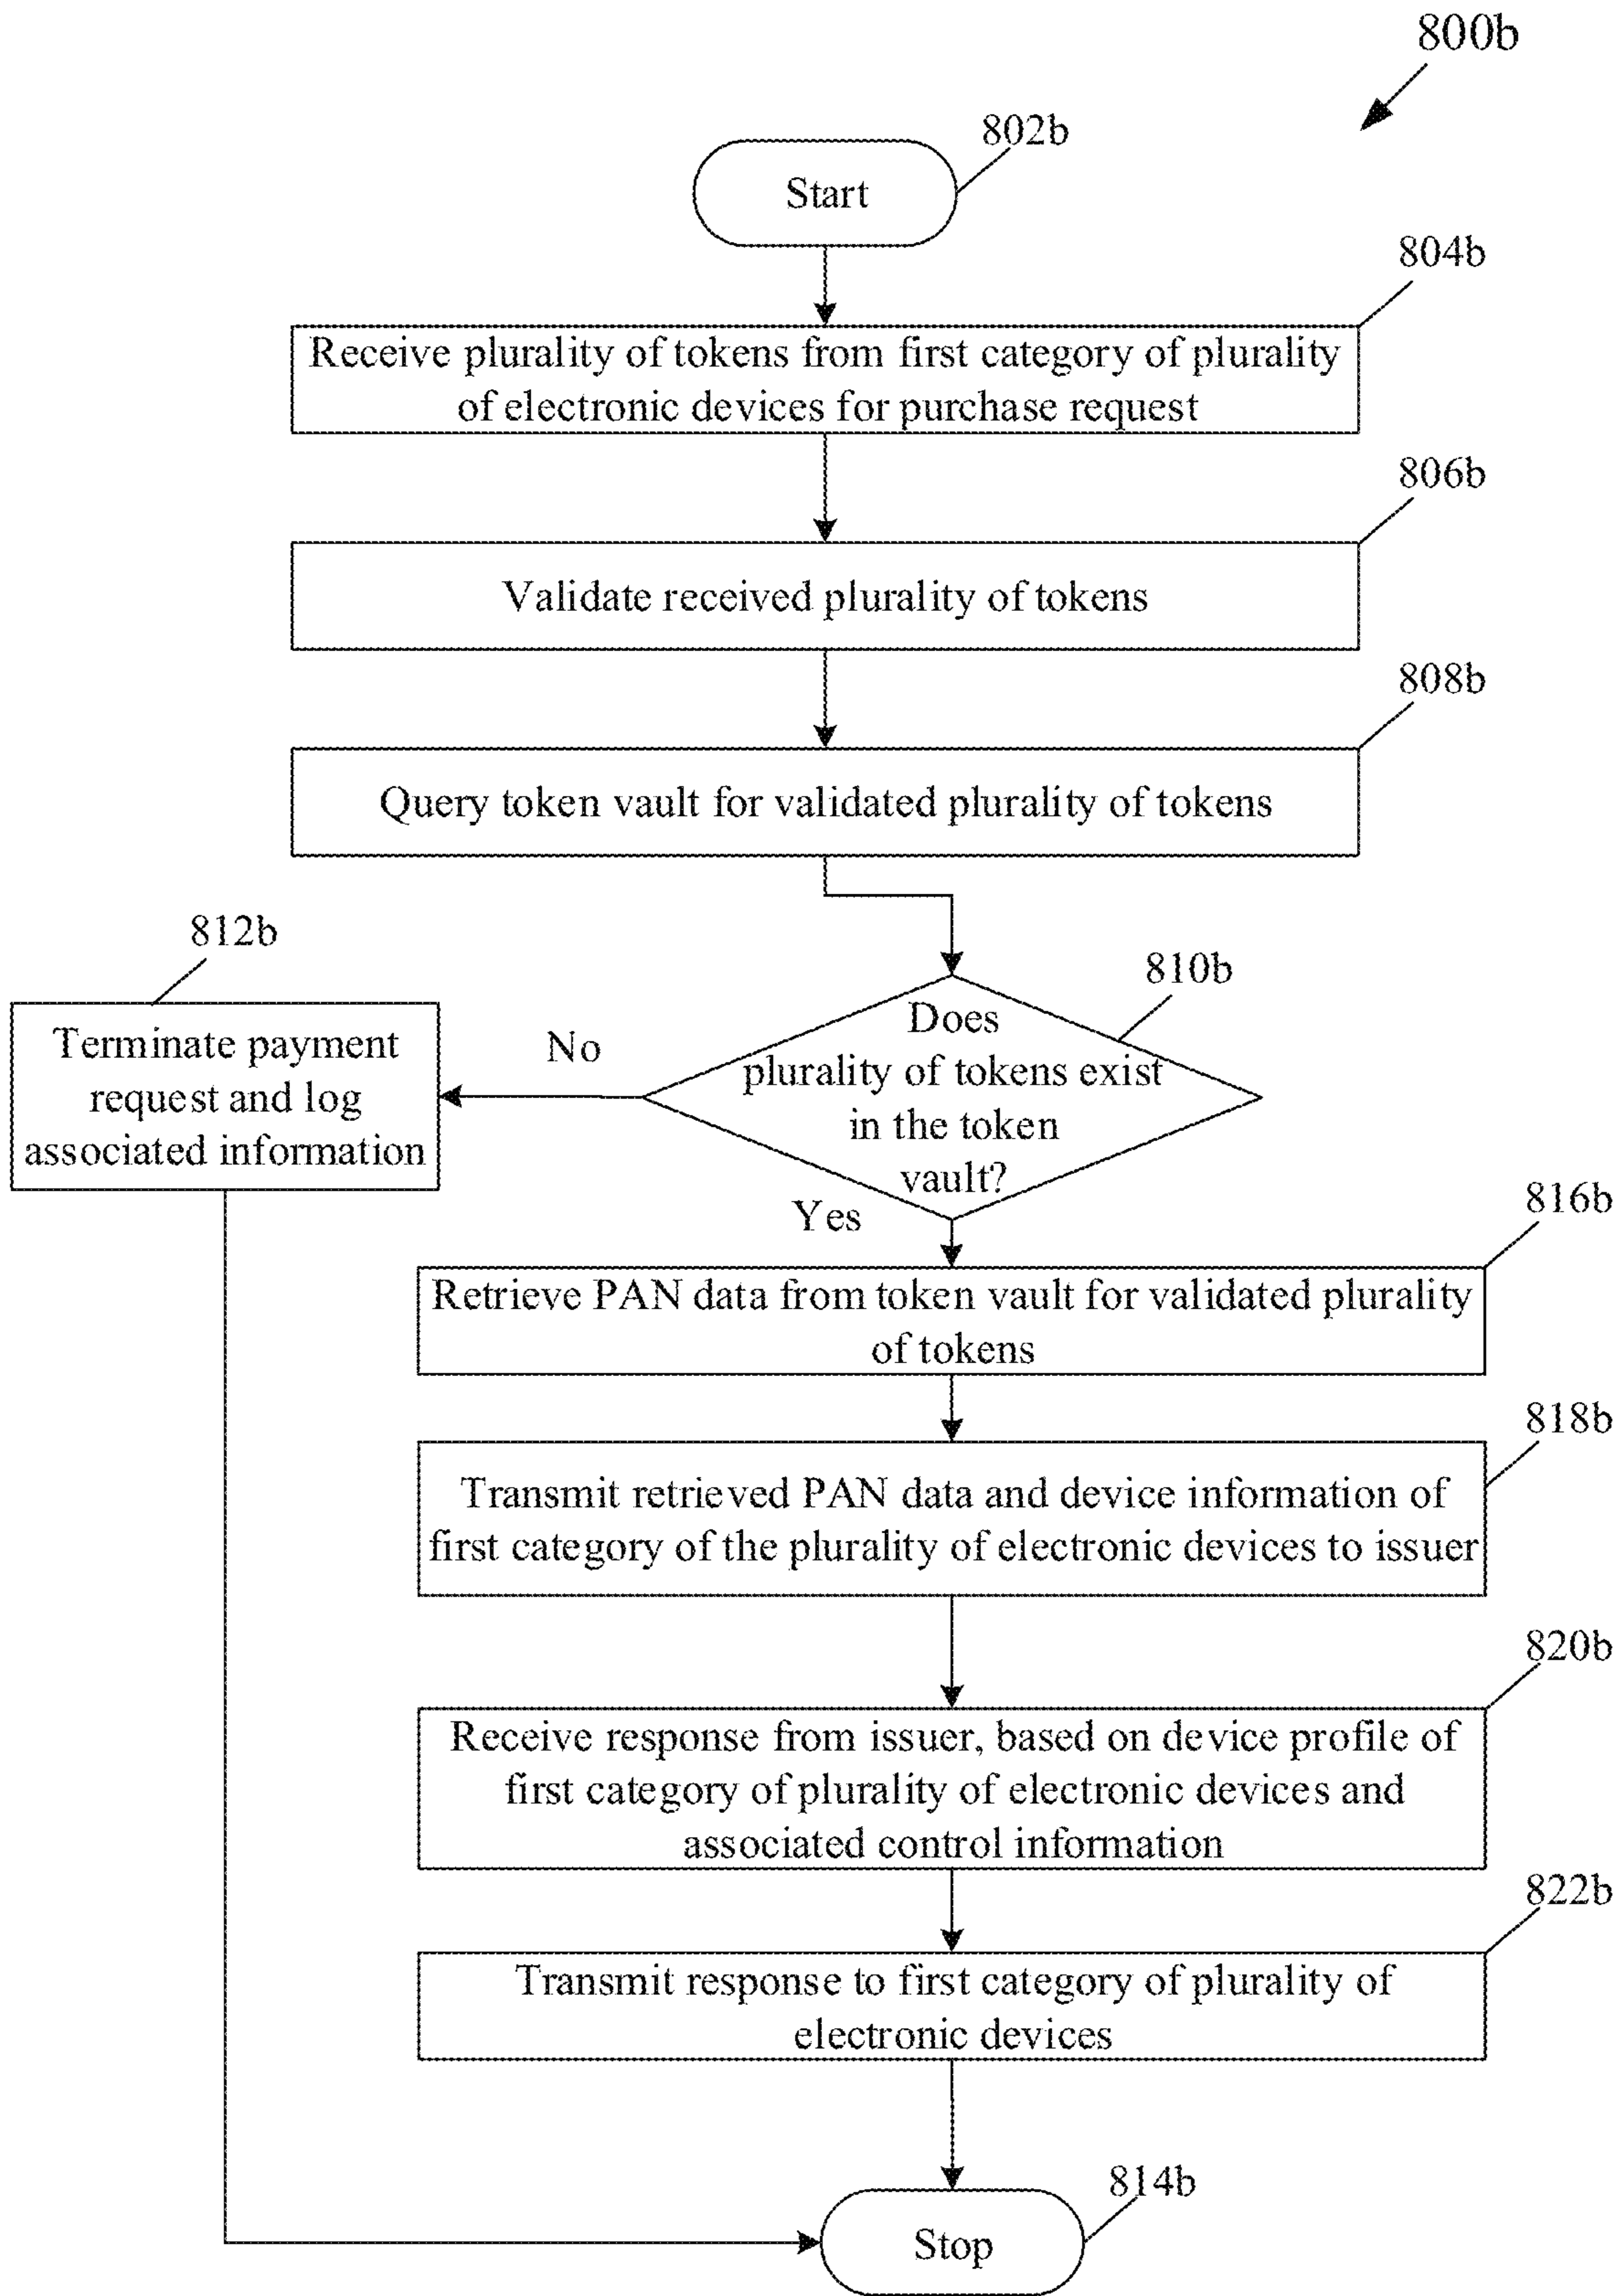 800b
802b
Start
804b
Receive plurality of tokens from first category of plurality
of electronic devices for purchase request
806b
Validate received plurality of tokens
808b
Query token vault for validated plurality of tokens
812b
Terminate payment
request and log
associated information
No
810b
Does
plurality of tokens exist
in the token
vault?
Yes
816b
Retrieve PAN data from token vault for validated plurality
of tokens
818b
Transmit retrieved PAN data and device information of
first category of the plurality of electronic devices to issuer
820b
Receive response from issuer, based on device profile of
first category of plurality of electronic devices and
associated control information
822b
Transmit response to first category of plurality of
electronic devices
814b
Stop